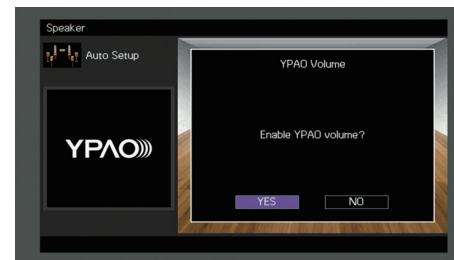 Speaker
Auto Setup
YPAO
YPAO Volume
Enable YPAO volume?
YES
NO